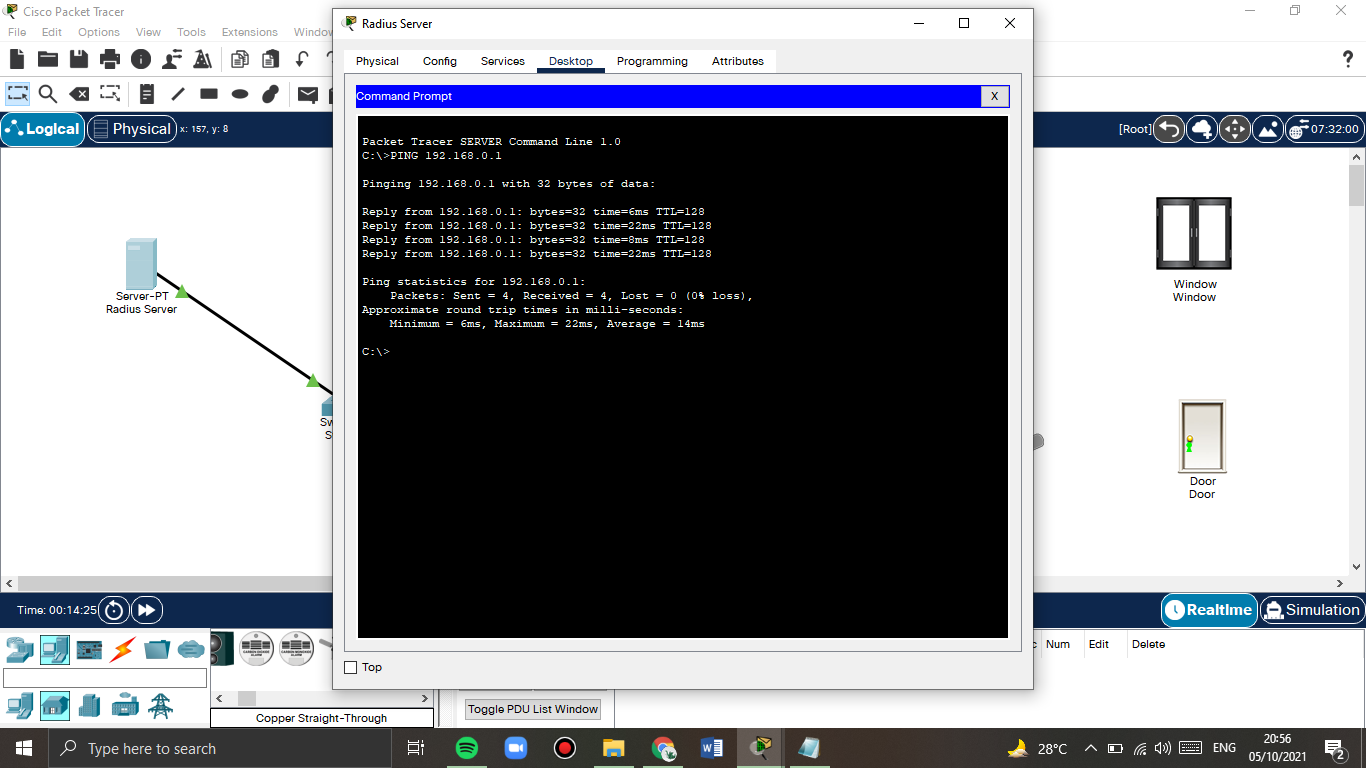 Cisco Packet Tracer
File Edit Options View Tools Extensions Window
Logical Physical x: 157, y: 8
[Root] 07:32:00
Server-PT
Radius Server
Sw
S
Radius Server
Physical Config Services Desktop Programming Attributes
Command Prompt X
Packet Tracer SERVER Command Line 1.0
C:\>PING 192.168.0.1
Pinging 192.168.0.1 with 32 bytes of data:
Reply from 192.168.0.1: bytes=32 time=6ms TTL=128
Reply from 192.168.0.1: bytes=32 time=22ms TTL=128
Reply from 192.168.0.1: bytes=32 time=8ms TTL=128
Reply from 192.168.0.1: bytes=32 time=22ms TTL=128
Ping statistics for 192.168.0.1:
Packets: Sent = 4, Received = 4, Lost = 0 (0% loss),
Approximate round trip times in milli-seconds:
Minimum = 6ms, Maximum = 22ms, Average = 14ms
C:\>
Top
Window
Window
Door
Door
Time: 00:14:25
Realtime Simulation
c Num Edit Delete
Copper Straight-Through
Toggle PDU List Window
Type here to search
28°C
ENG
20:56
05/10/2021
2